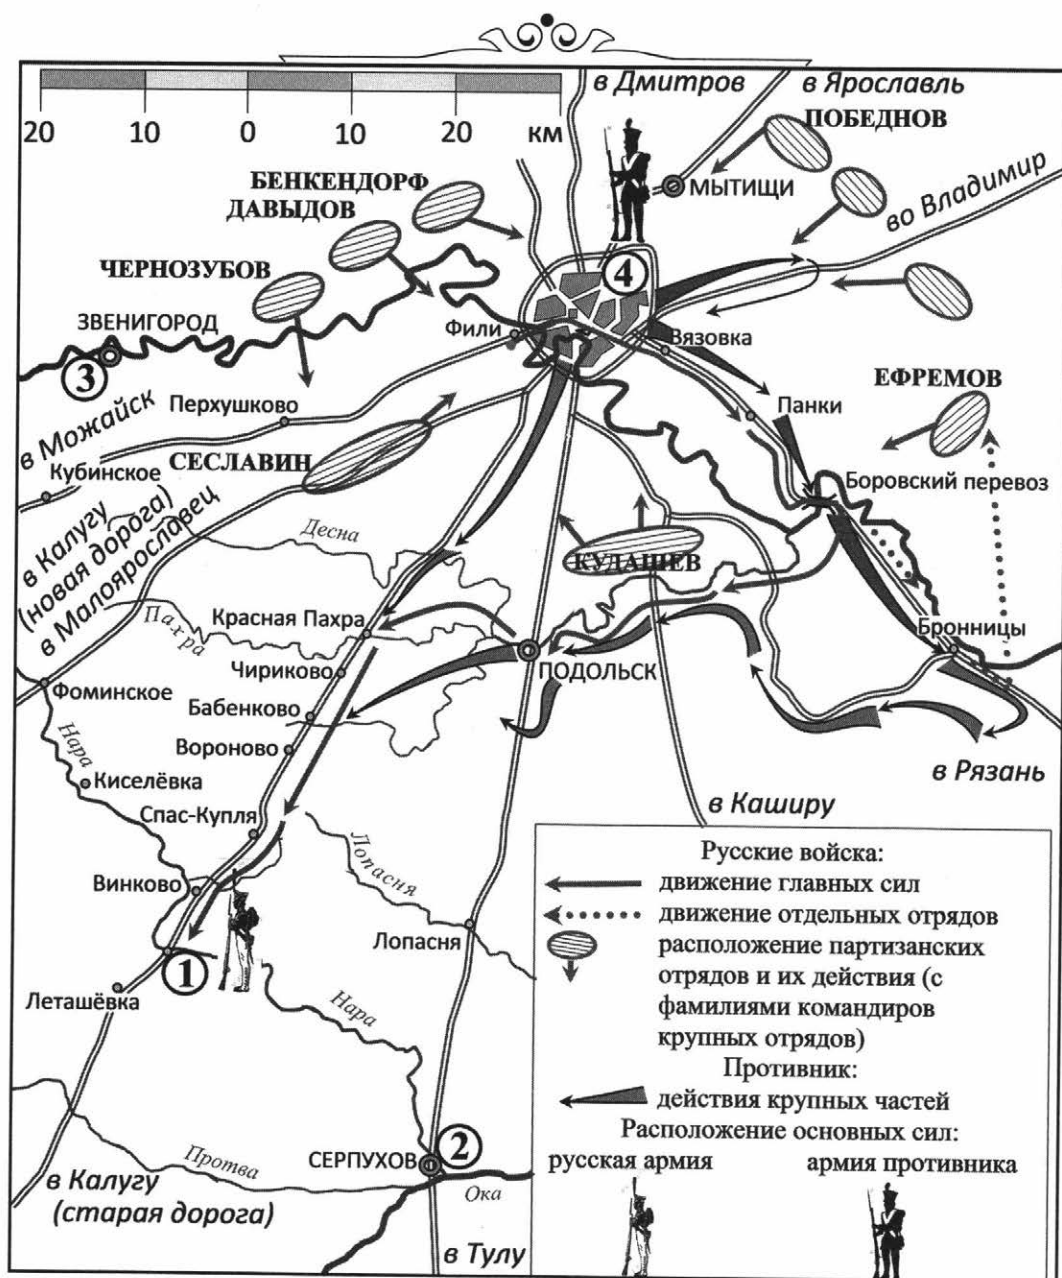 в Дмитров
в Ярославль
20 10 0 10 20 км
ПОБЕДНОВ
БЕНКЕНДОРФ
МЫТИЩИ
ДАВЫДОВ
во Владимир
ЧЕРНОЗУБОВ
4
ЗВЕНИГОРОД
Фили
Вязовка
3
ЕФРЕМОВ
Перхушково
Панки
в Можайск
СЕСЛАВИН
Кубинское
Боровский перевоз
в Калугу
(новая дорога)
в Малоярославец
Десна
КУДАШЕВ
Пахра
Красная Пахра
Бронницы
Чириково
ПОДОЛЬСК
Фоминское
Бабенково
Нара
Вороново
в Рязань
Киселёвка
в Каширу
Спас-Купля
Лопасня
Винково
Лопасня
1
Леташёвка
Нара
2
Протва
СЕРПУХОВ
Ока
в Калугу
(старая дорога)
в Тулу
Русские войска:
движение главных сил
движение отдельных отрядов
расположение партизанских
отрядов и их действия (с
фамилиями командиров
крупных отрядов)
Противник:
действия крупных частей
Расположение основных сил:
русская армия
армия противника